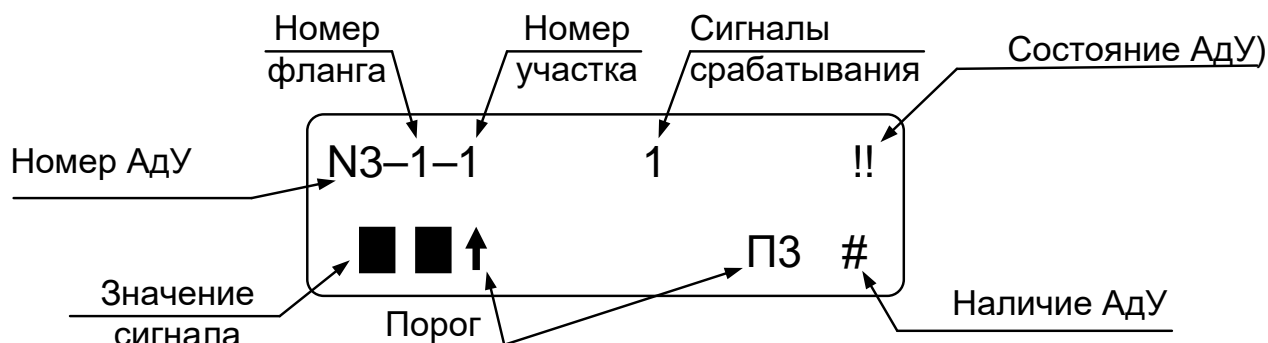 Номер
фланга
Номер
участка
Сигналы
срабатывания
Состояние АдУ)
Номер АдУ
N3–1–1 1 !!
П3 #
Значение
сигнала
Порог
Наличие АдУ